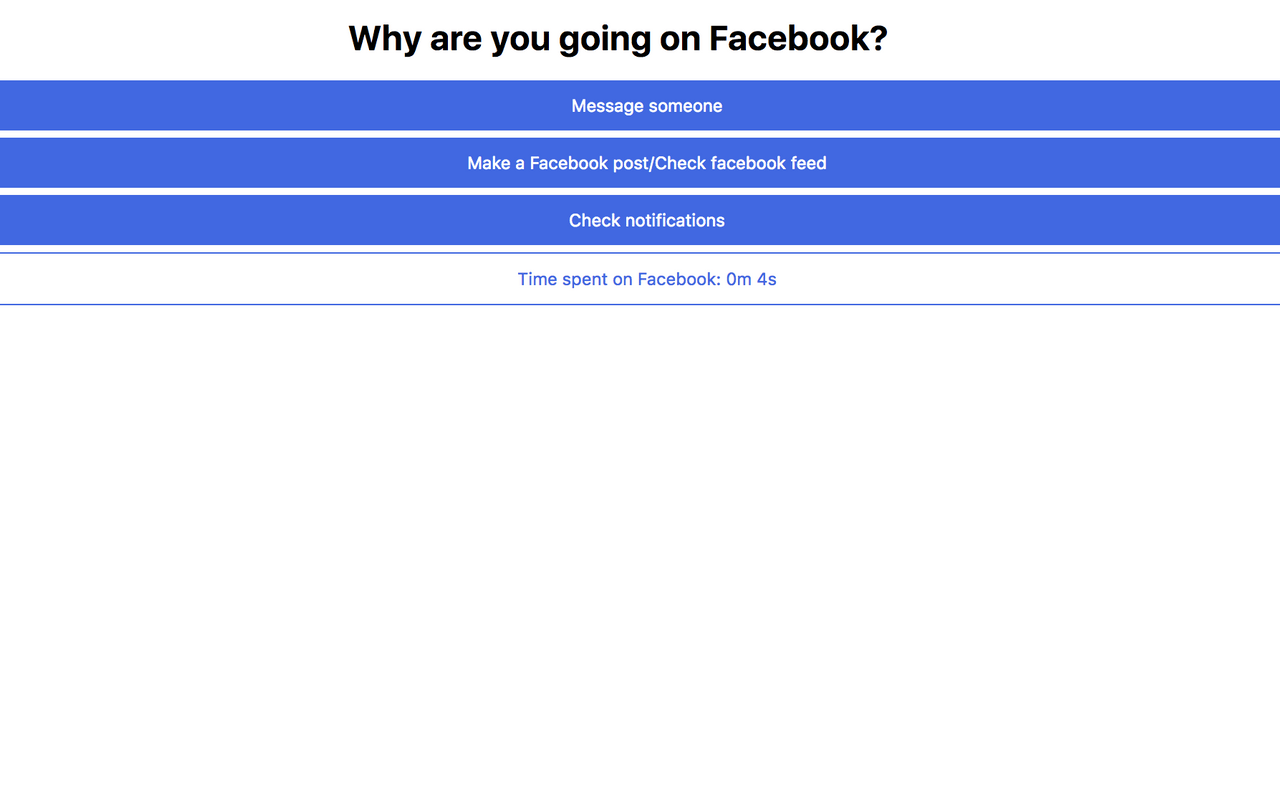 Why are you going on Facebook?
Message someone
Make a Facebook post/Check facebook feed
Check notifications
Time spent on Facebook: 0m 4s